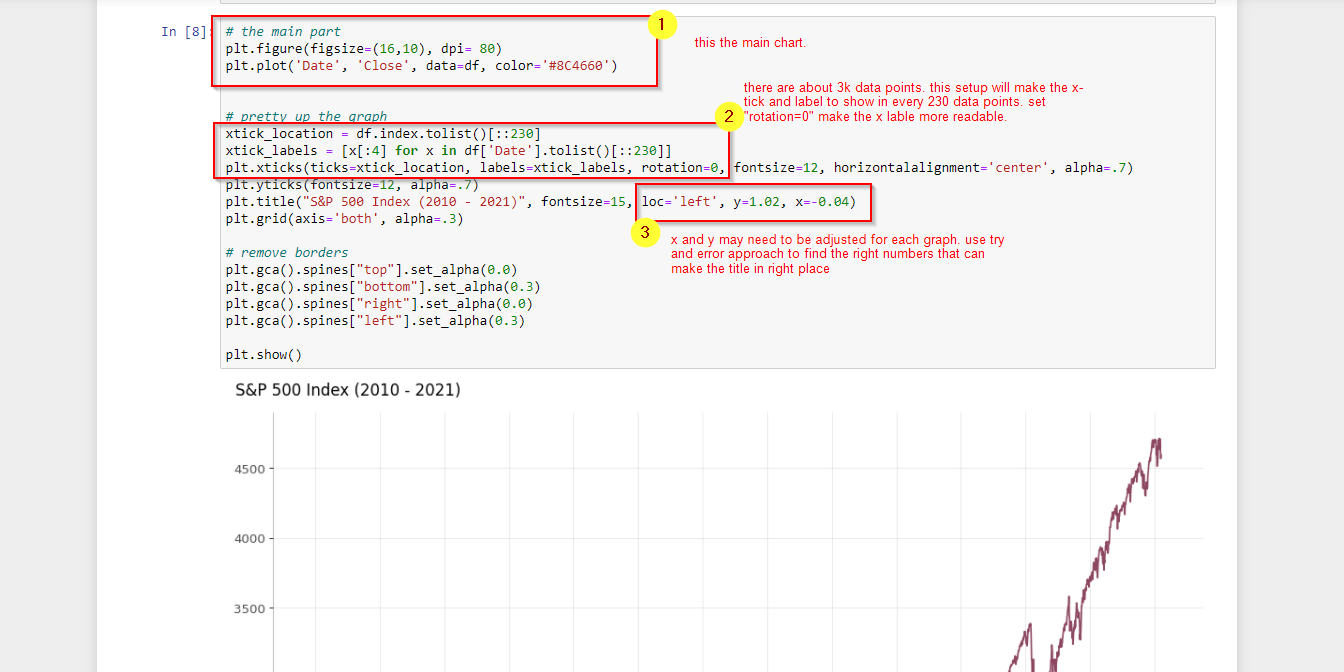 In [8]:
# the main part
plt.figure(figsize=(16,10), dpi= 80)
plt.plot('Date', 'Close', data=df, color='#8C4660')
1
this the main chart.
there are about 3k data points. this setup will make the x-
tick and label to show in every 230 data points. set
"rotation=0" make the x lable more readable.
2
# pretty up the graph
xtick_location = df.index.tolist()[::230]
xtick_labels = [x[:4] for x in df['Date'].tolist()[::230]]
plt.xticks(ticks=xtick_location, labels=xtick_labels, rotation=0, fontsize=12, horizontalalignment='center', alpha=.7)
plt.yticks(fontsize=12, alpha=.7)
plt.title("S&P 500 Index (2010 - 2021)", fontsize=15, loc='left', y=1.02, x=-0.04)
plt.grid(axis='both', alpha=.3)
3
x and y may need to be adjusted for each graph. use try
and error approach to find the right numbers that can
make the title in right place
# remove borders
plt.gca().spines["top"].set_alpha(0.0)
plt.gca().spines["bottom"].set_alpha(0.3)
plt.gca().spines["right"].set_alpha(0.0)
plt.gca().spines["left"].set_alpha(0.3)
plt.show()
S&P 500 Index (2010 - 2021)
4500
4000
3500